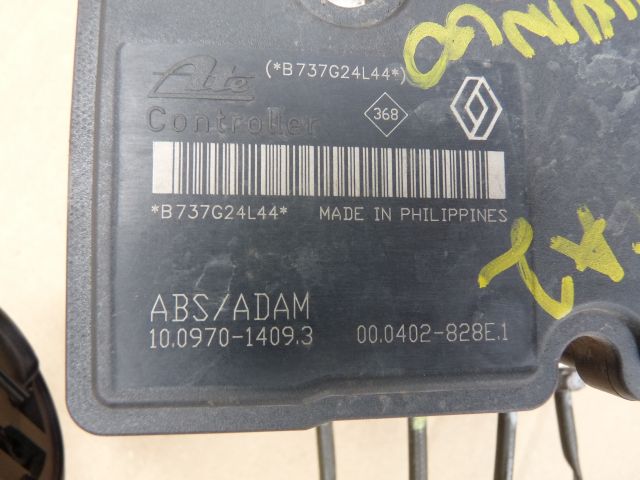 Ate (*B737G24L44*)
Controller 368
*B737G24L44* MADE IN PHILIPPINES
ABS/ADAM
10.0970-1409.3 00.0402-828E.1